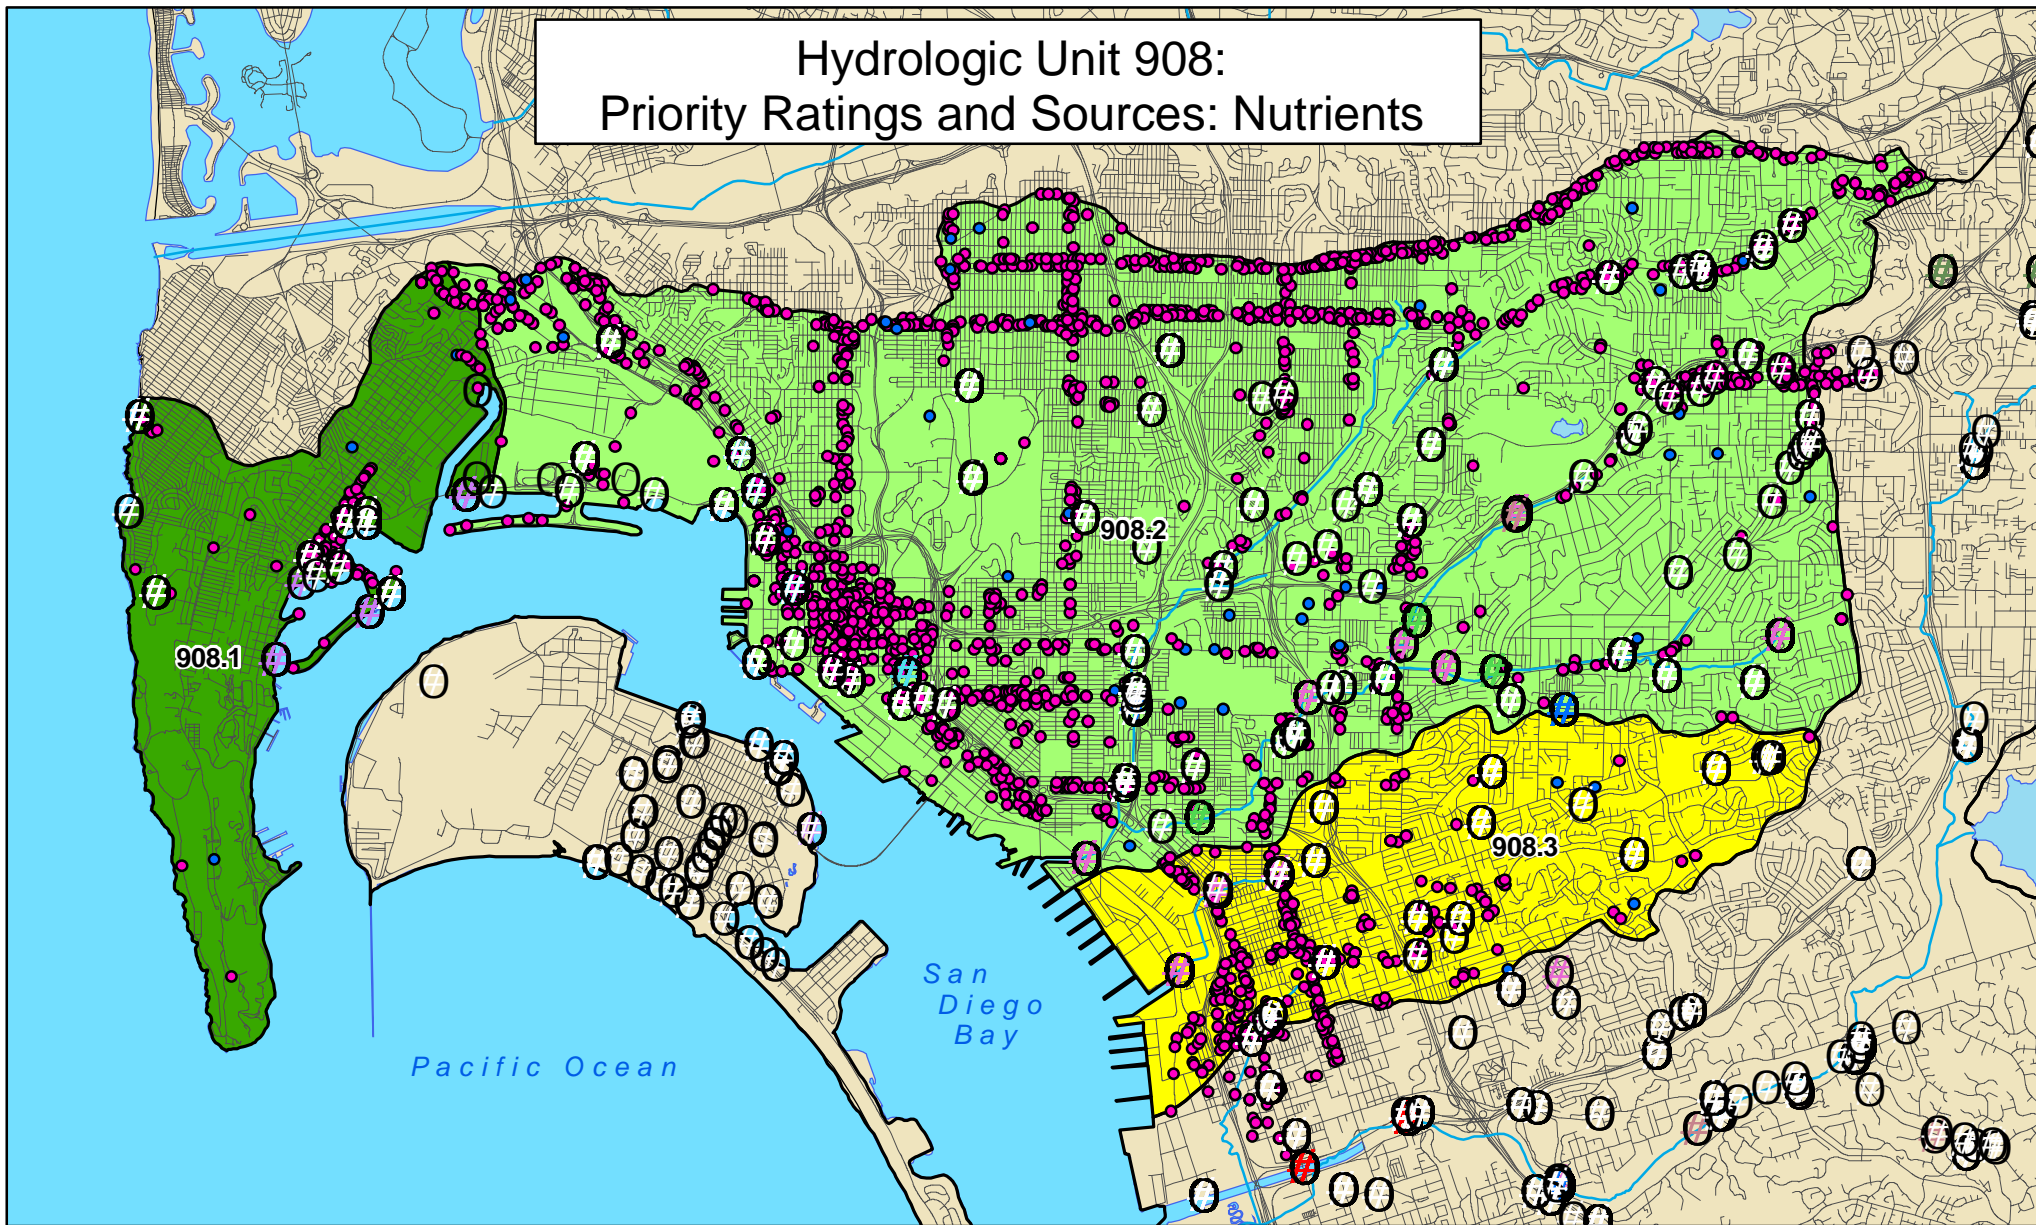 Hydrologic Unit 908:
Priority Ratings and Sources: Nutrients
908.2
908.1
908.3
San
Diego
Bay
Pacific Ocean